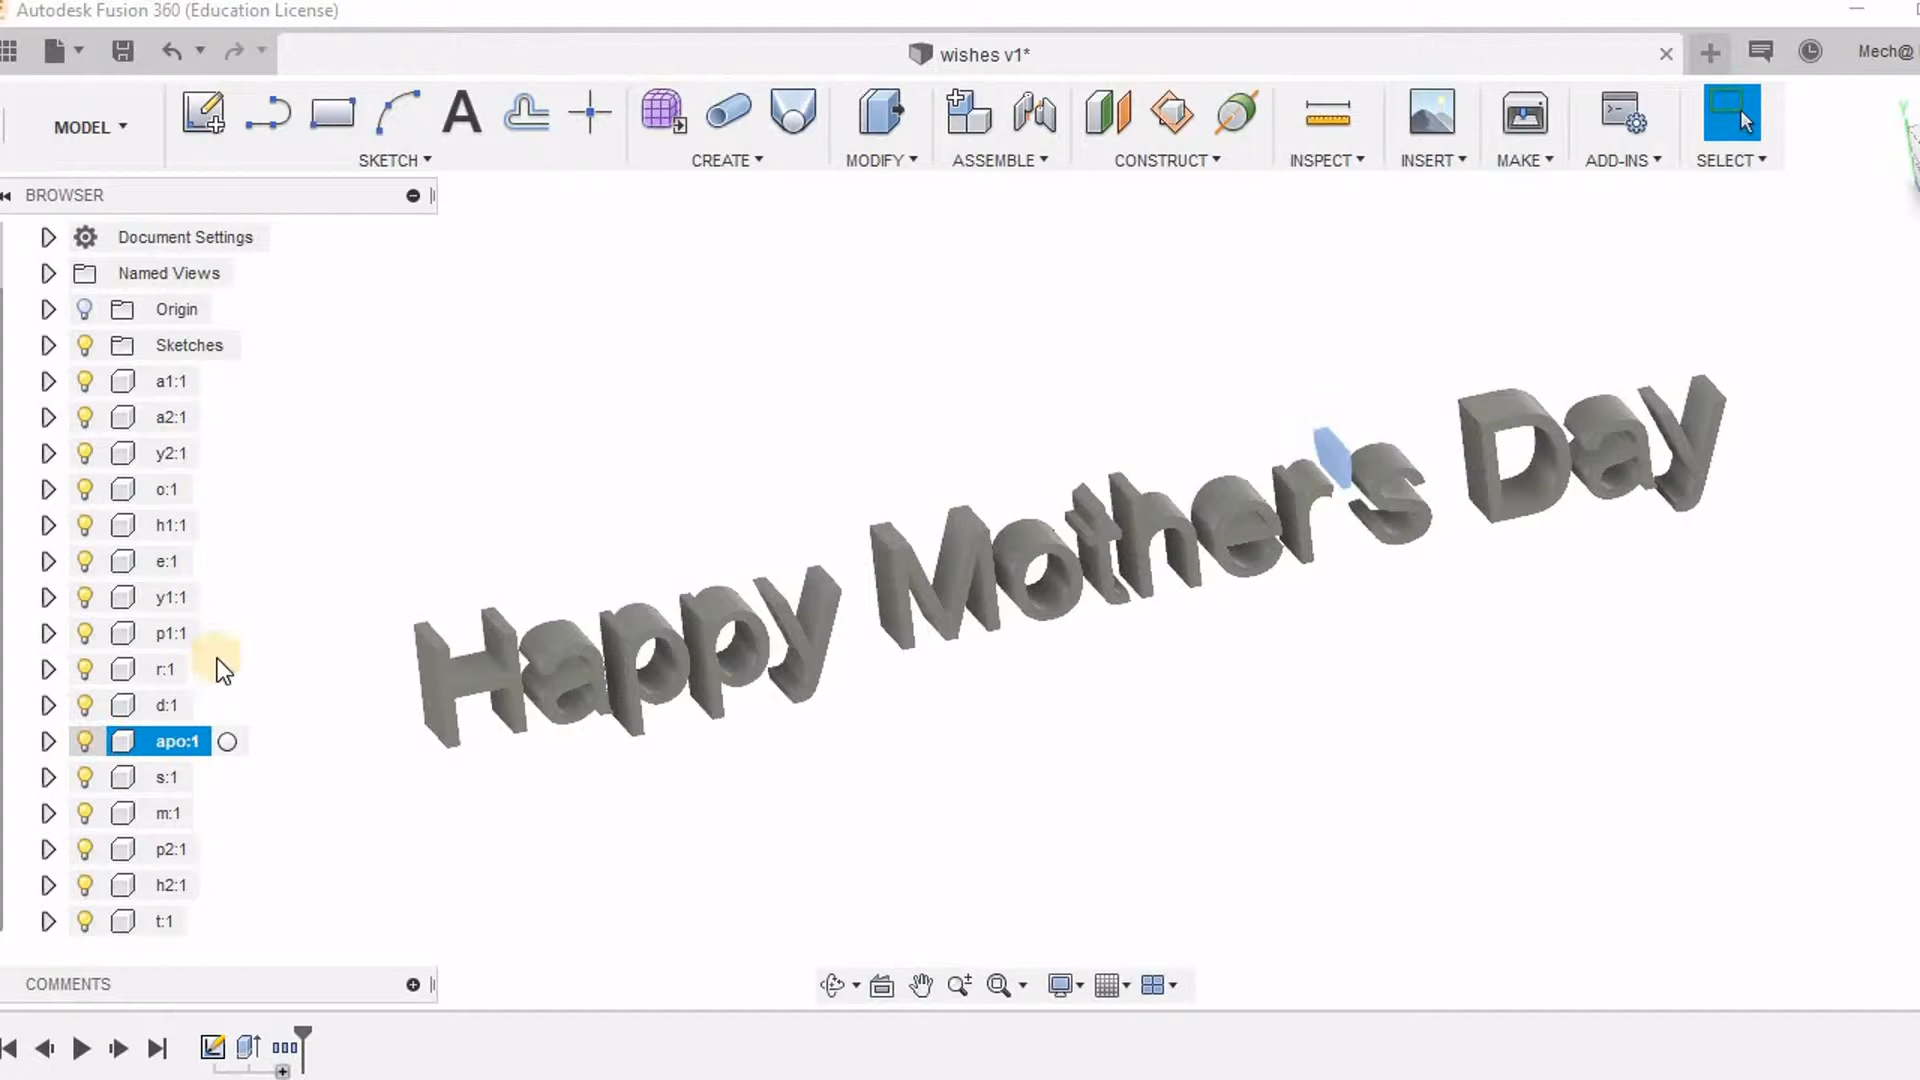 Autodesk Fusion 360 (Education License)
wishes v1*
Mech@
MODEL
SKETCH
CREATE
MODIFY
ASSEMBLE
CONSTRUCT
INSPECT
INSERT
MAKE
ADD-INS
SELECT
BROWSER
Document Settings
Named Views
Origin
Sketches
a1:1
a2:1
y2:1
o:1
h1:1
e:1
y1:1
p1:1
r:1
d:1
apo:1
s:1
m:1
p2:1
h2:1
t:1
Happy Mother's Day
COMMENTS